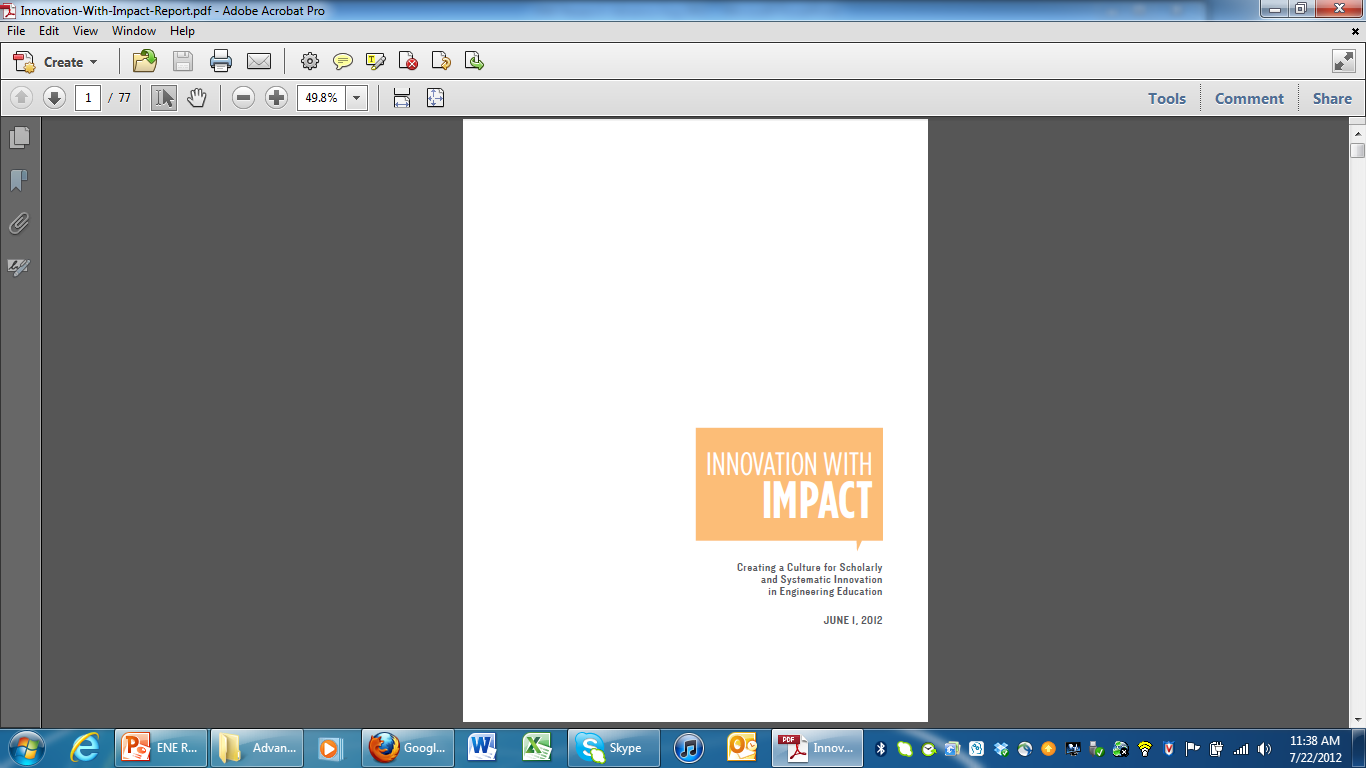 Innovation-With-Impact-Report.pdf - Adobe Acrobat Pro
File Edit View Window Help
Create
1 / 77 49.8% Tools Comment Share
INNOVATION WITH
IMPACT
Creating a Culture for Scholarly
and Systematic Innovation
in Engineering Education
JUNE 1, 2012
ENE R... Advan... Googl... Skype Innov... 11:38 AM
7/22/2012